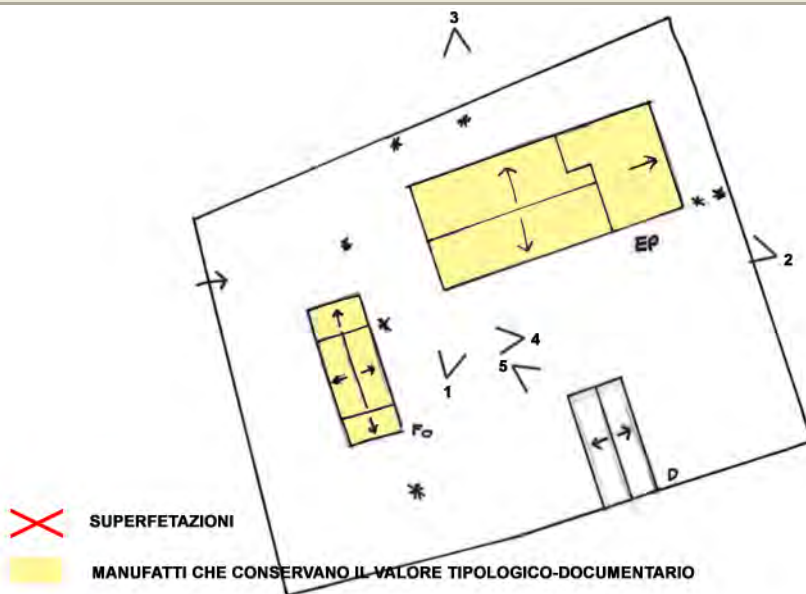 3
EP
2
4
5
1
Fo
D
SUPERFETAZIONI
MANUFATTI CHE CONSERVANO IL VALORE TIPOLOGICO-DOCUMENTARIO